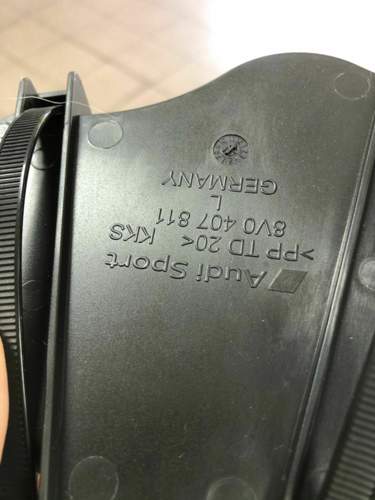 Audi Sport
>PP TD 20< KKS
8V0 407 811
L
GERMANY